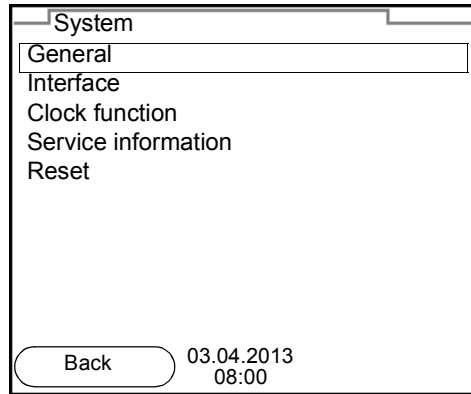 System
General
Interface
Clock function
Service information
Reset
Back
03.04.2013
08:00